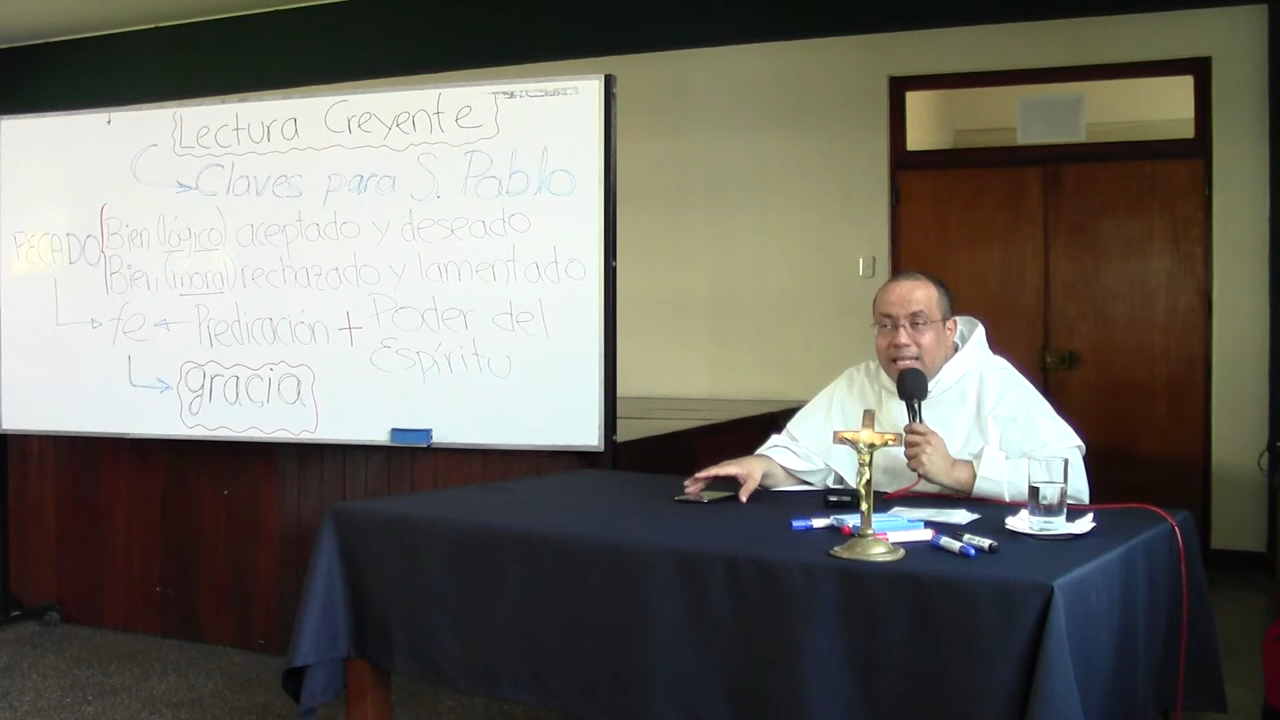 Lectura Creyente
Claves para S. Pablo
PECADO
Bien (lógico) aceptado y deseado
Bien (moral) rechazado y lamentado
fe Predicación + Poder del
Espíritu
gracia